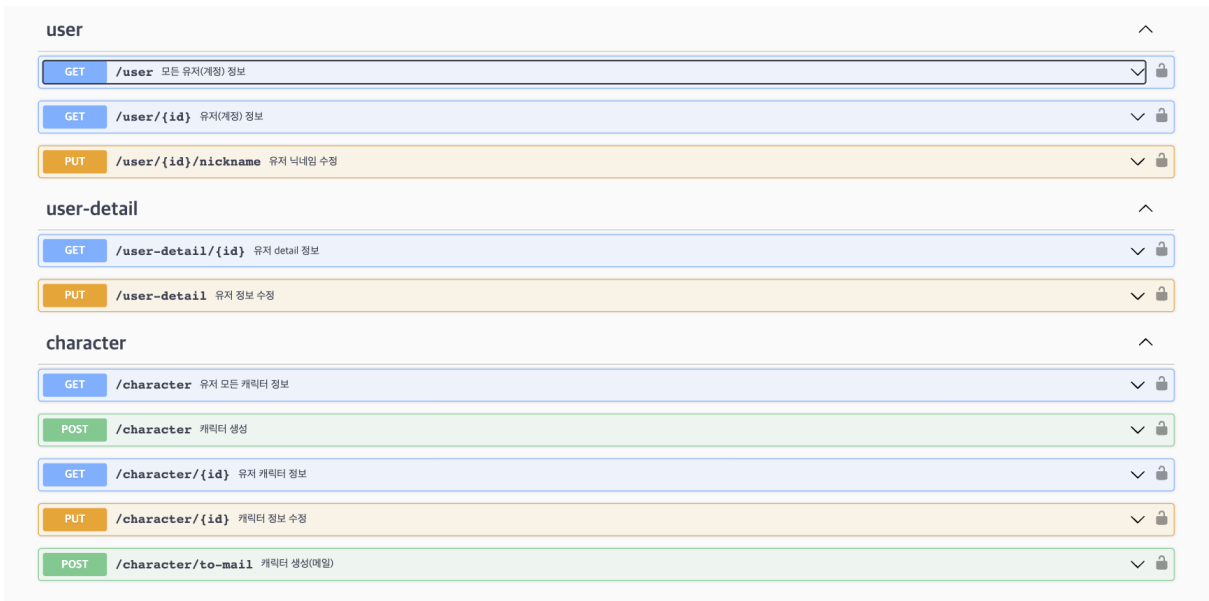 user
GET /user 모든 유저(계정) 정보
GET /user/{id} 유저(계정) 정보
PUT /user/{id}/nickname 유저 닉네임 수정
user-detail
GET /user-detail/{id} 유저 detail 정보
PUT /user-detail 유저 정보 수정
character
GET /character 유저 모든 캐릭터 정보
POST /character 캐릭터 생성
GET /character/{id} 유저 캐릭터 정보
PUT /character/{id} 캐릭터 정보 수정
POST /character/to-mail 캐릭터 생성(메일)